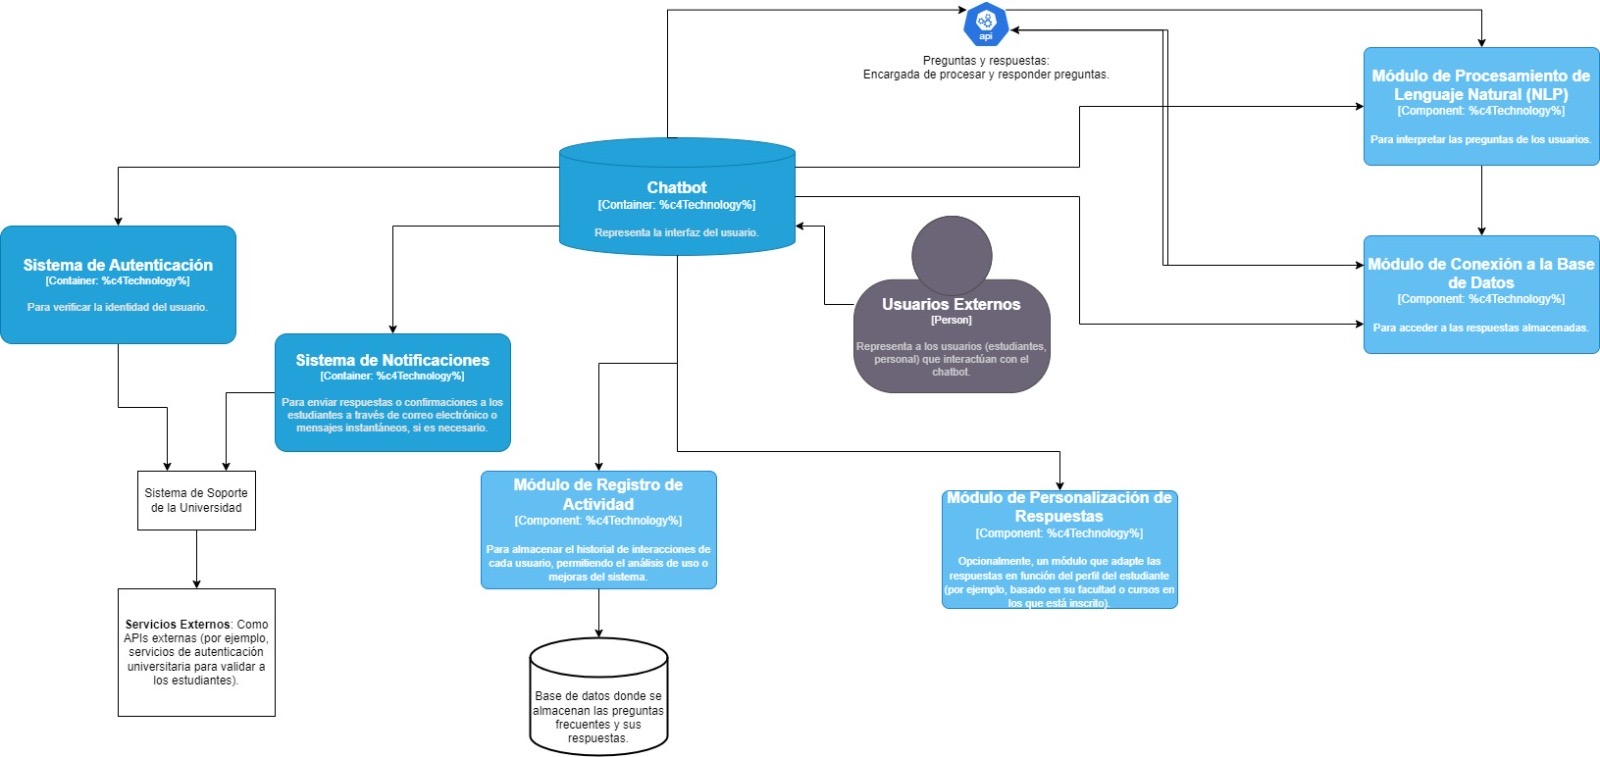 api
Preguntas y respuestas:
Encargada de procesar y responder preguntas.
Módulo de Procesamiento de
Lenguaje Natural (NLP)
[Component: %c4Technology%]
Para interpretar las preguntas de los usuarios.
Chatbot
[Container: %c4Technology%]
Representa la interfaz del usuario.
Sistema de Autenticación
[Container: %c4Technology%]
Para verificar la identidad del usuario.
Módulo de Conexión a la Base
de Datos
[Component: %c4Technology%]
Para acceder a las respuestas almacenadas.
Usuarios Externos
[Person]
Representa a los usuarios (estudiantes,
personal) que interactúan con el
chatbot.
Sistema de Notificaciones
[Container: %c4Technology%]
Para enviar respuestas o confirmaciones a los
estudiantes a través de correo electrónico o
mensajes instantáneos, si es necesario.
Sistema de Soporte
de la Universidad
Módulo de Registro de
Actividad
[Component: %c4Technology%]
Para almacenar el historial de interacciones de
cada usuario, permitiendo el análisis de uso o
mejoras del sistema.
Módulo de Personalización de
Respuestas
[Component: %c4Technology%]
Opcionalmente, un módulo que adapte las
respuestas en función del perfil del estudiante
(por ejemplo, basado en su facultad o cursos en
los que está inscrito).
Servicios Externos: Como
APIs externas (por ejemplo,
servicios de autenticación
universitaria para validar a
los estudiantes).
Base de datos donde se
almacenan las preguntas
frecuentes y sus
respuestas.